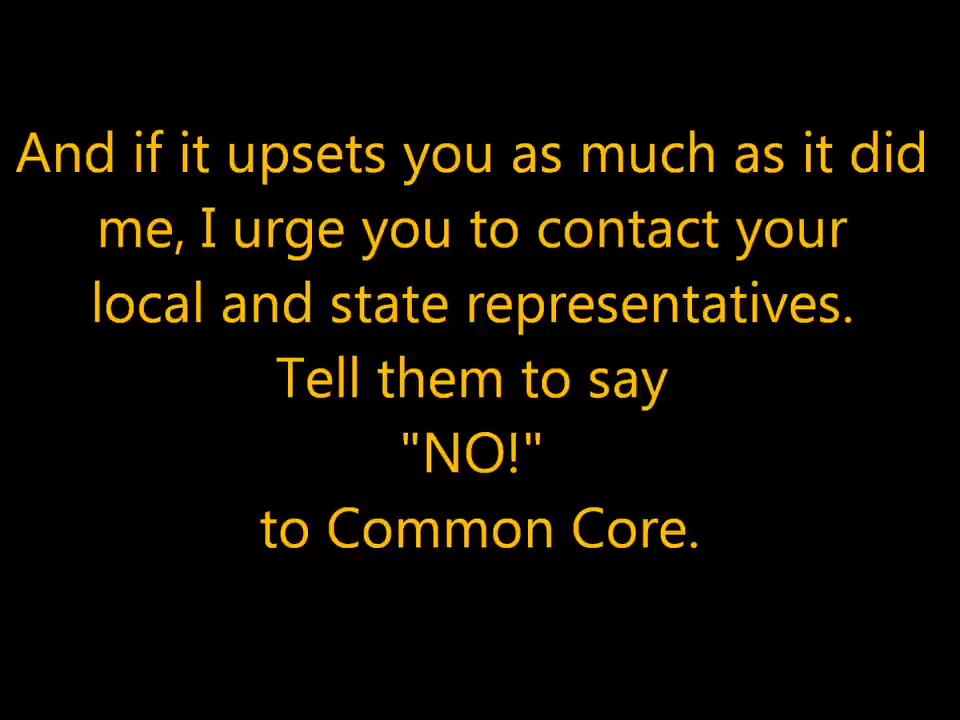 And if it upsets you as much as it did
me, I urge you to contact your
local and state representatives.
Tell them to say
"NO!"
to Common Core.